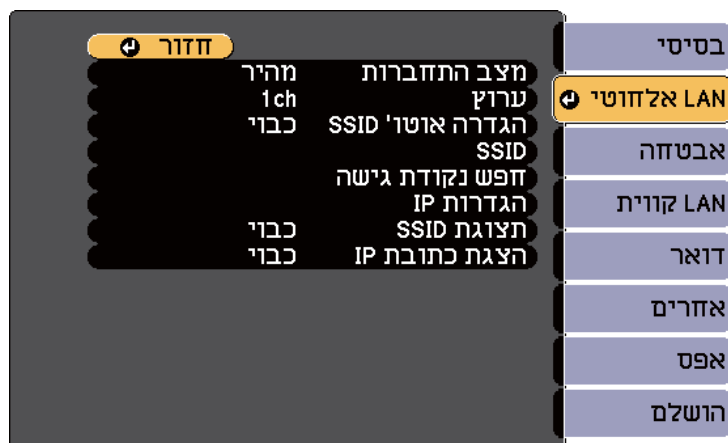 בסיסי
LAN אלחוטי
אבטחה
LAN קווית
דואר
אחרים
אפס
הושלם
חזור
מצב התחברות מהיר
ערוץ 1ch
הגדרה אוטו' SSID כבוי
SSID
חפש נקודת גישה
הגדרות IP
תצוגת SSID כבוי
הצגת כתובת IP כבוי